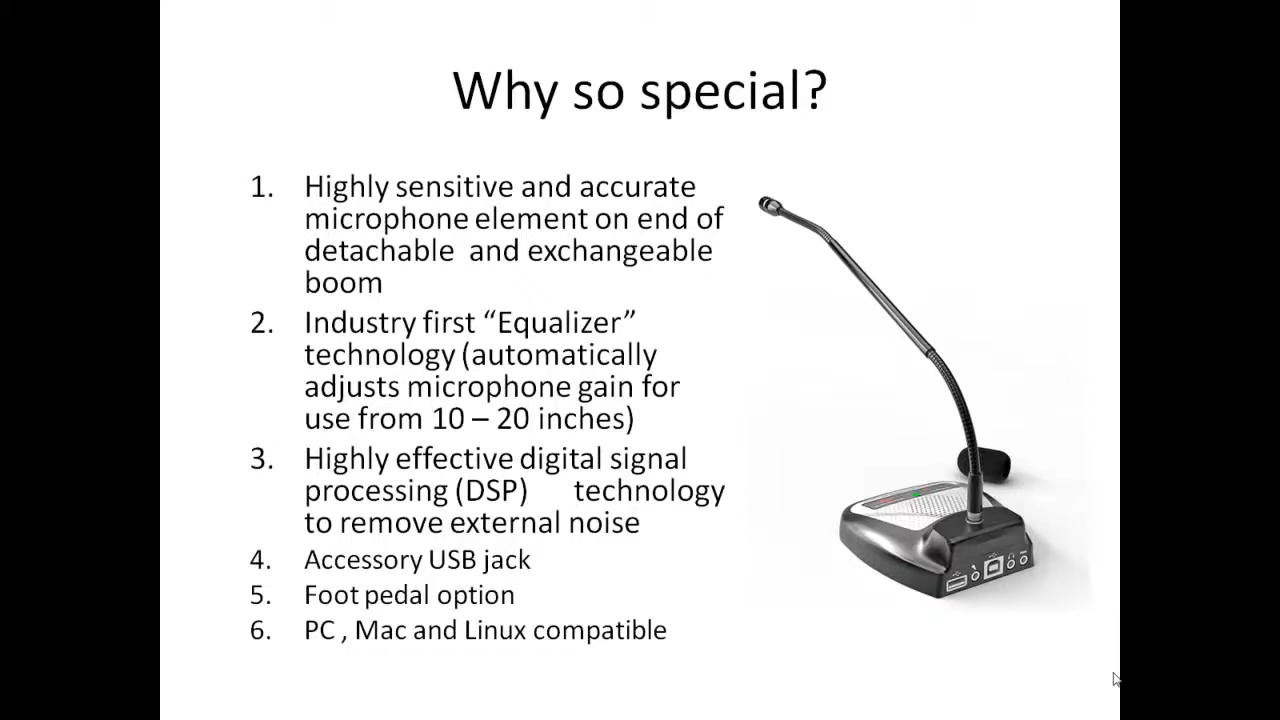 Why so special?
1. Highly sensitive and accurate
microphone element on end of
detachable  and exchangeable
boom
2. Industry first “Equalizer”
technology (automatically
adjusts microphone gain for
use from 10 – 20 inches)
3. Highly effective digital signal
processing (DSP)     technology
to remove external noise
4. Accessory USB jack
5. Foot pedal option
6. PC , Mac and Linux compatible